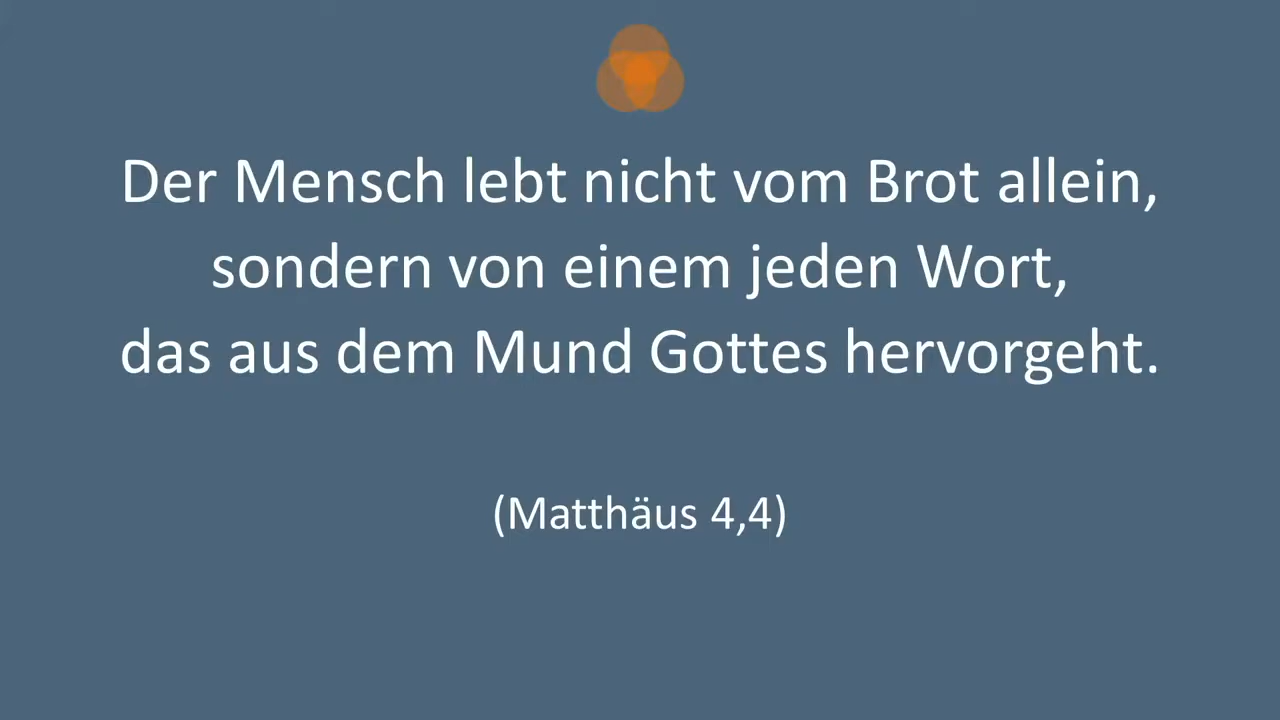 Der Mensch lebt nicht vom Brot allein,
sondern von einem jeden Wort,
das aus dem Mund Gottes hervorgeht.
(Matthäus 4,4)